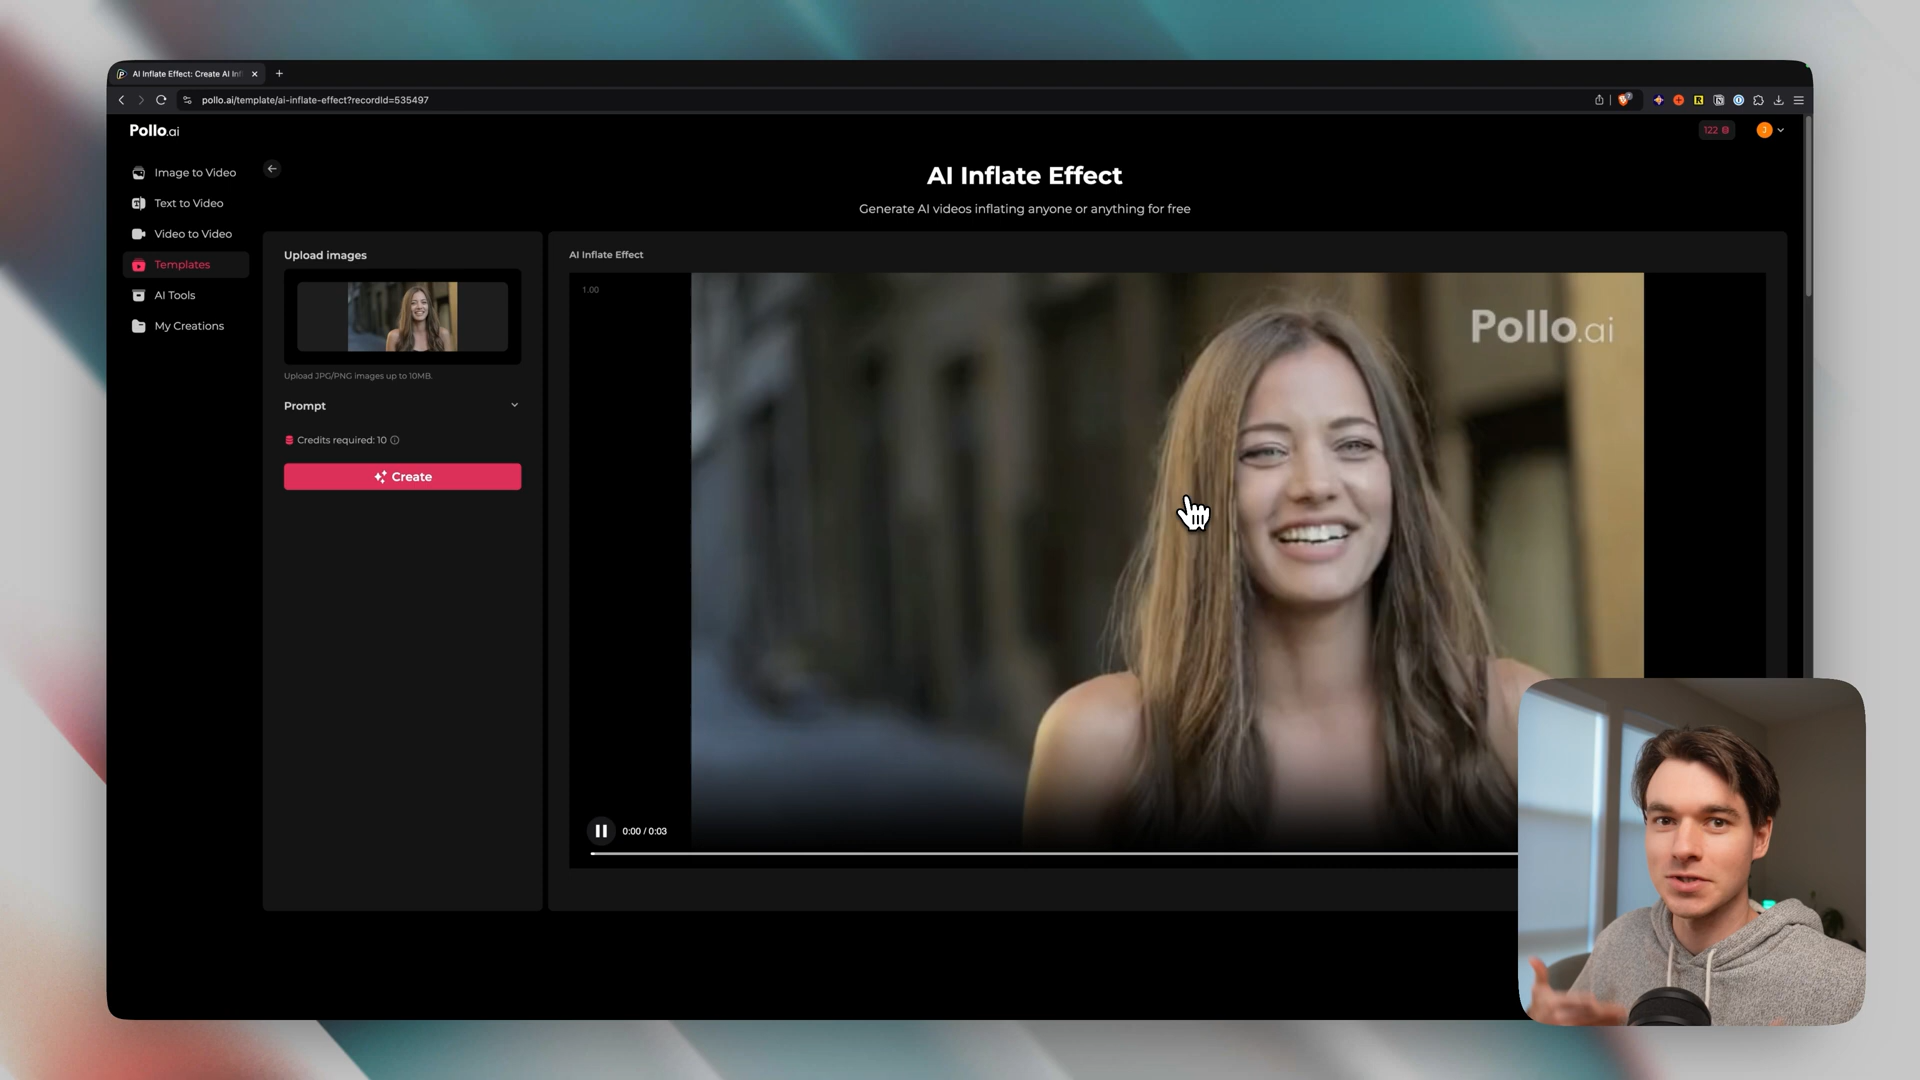 AI Inflate Effect: Create AI Inf
pollo.ai/template/ai-inflate-effect?recordId=535497
Pollo.ai
122
J
Image to Video
Text to Video
Video to Video
Templates
AI Tools
My Creations
AI Inflate Effect
Generate AI videos inflating anyone or anything for free
Upload images
Upload JPG/PNG images up to 10MB.
Prompt
Credits required: 10
Create
AI Inflate Effect
1.00
Pollo.ai
0:00 / 0:03